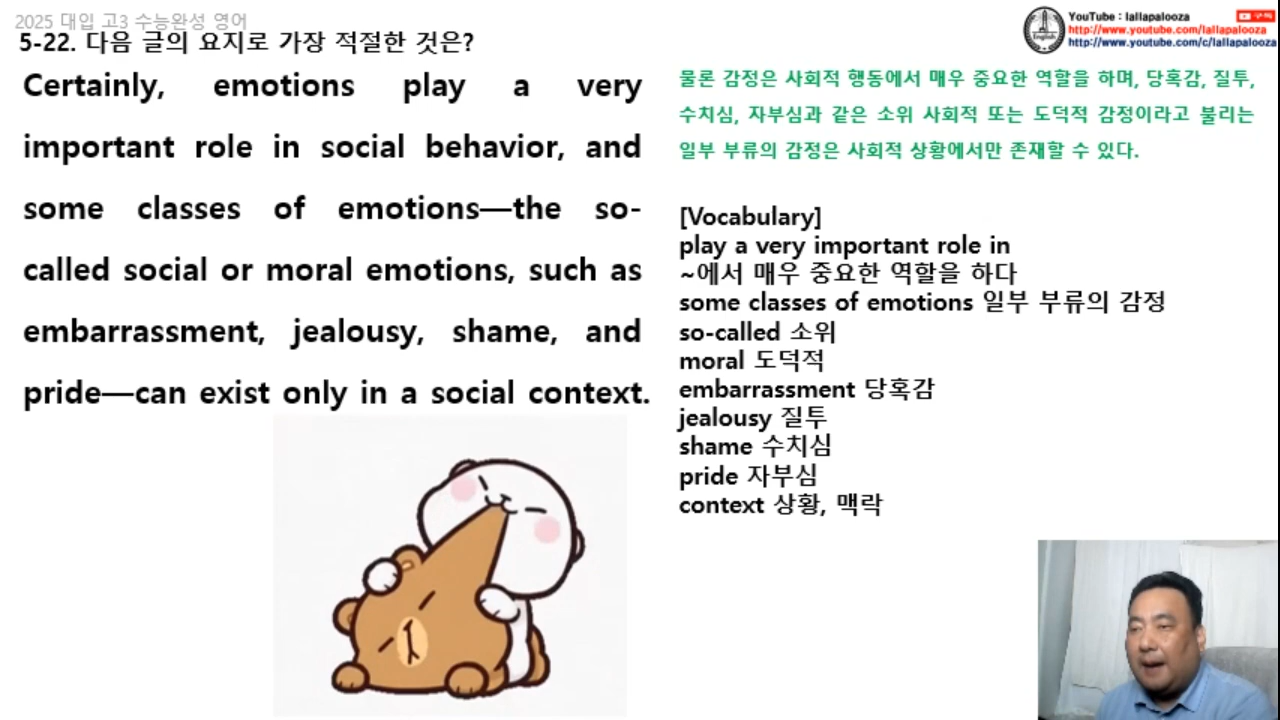 2025 대입 고3 수능완성 영어
5-22. 다음 글의 요지로 가장 적절한 것은?
Certainly, emotions play a very
important role in social behavior, and
some classes of emotions—the so-
called social or moral emotions, such as
embarrassment, jealousy, shame, and
pride—can exist only in a social context.
YouTube : lallapalooza
구독
http://www.youtube.com/lallapalooza
http://www.youtube.com/c/lallapalooza
English
물론 감정은 사회적 행동에서 매우 중요한 역할을 하며, 당혹감, 질투,
수치심, 자부심과 같은 소위 사회적 또는 도덕적 감정이라고 불리는
일부 부류의 감정은 사회적 상황에서만 존재할 수 있다.
[Vocabulary]
play a very important role in
~에서 매우 중요한 역할을 하다
some classes of emotions 일부 부류의 감정
so-called 소위
moral 도덕적
embarrassment 당혹감
jealousy 질투
shame 수치심
pride 자부심
context 상황, 맥락